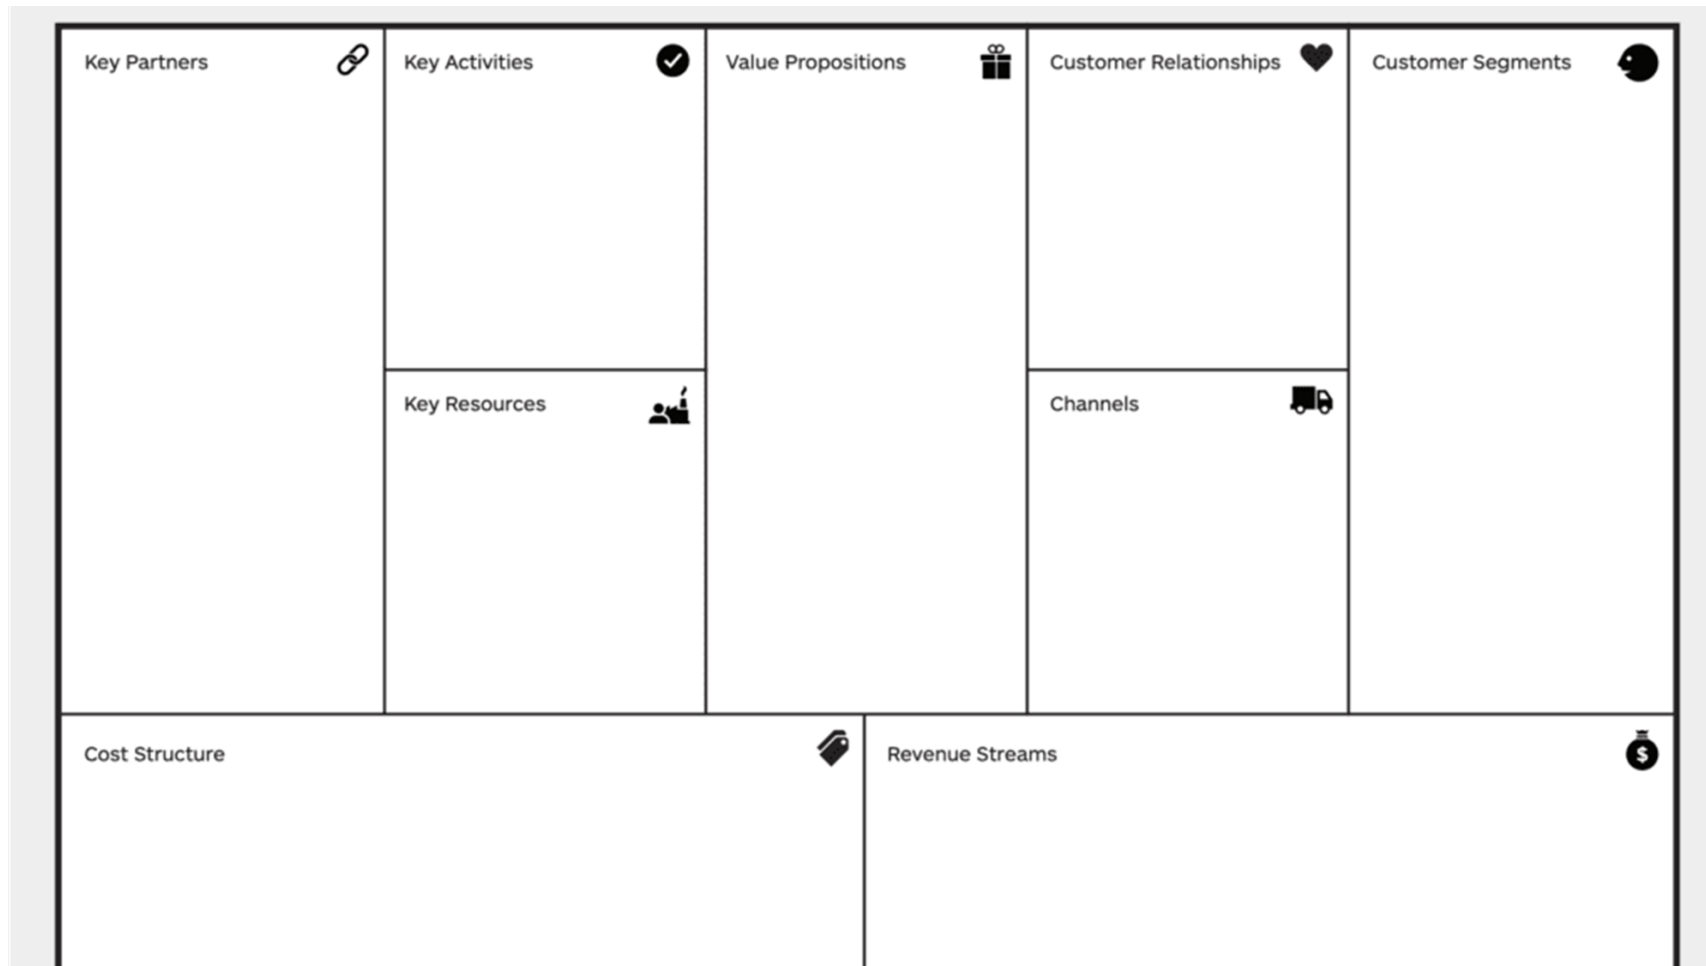 Key Partners
Key Activities
Value Propositions
Customer Relationships
Customer Segments
Key Resources
Channels
Cost Structure
Revenue Streams
$